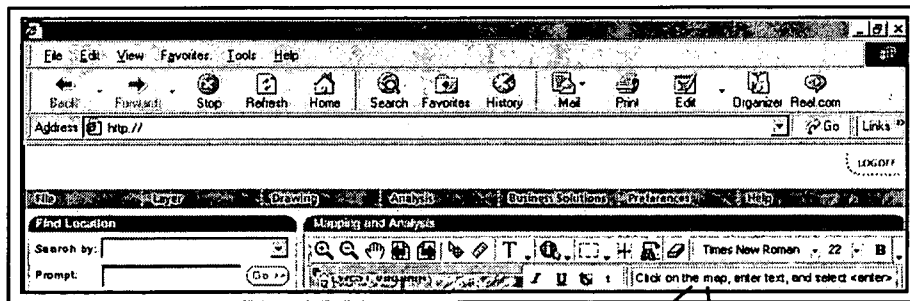 File Edit View Favorites Tools Help
Back Forward Stop Refresh Home Search Favorites History Mail Print Edit Organizer Real.com
Address http:// Go Links »
LOGOFF
File Layer Drawing Analysis Business Solutions Preferences Help
Find Location Mapping and Analysis
Search by: T Times New Roman 22 B
Prompt: Go >> I U Click on the map, enter text, and select <enter>